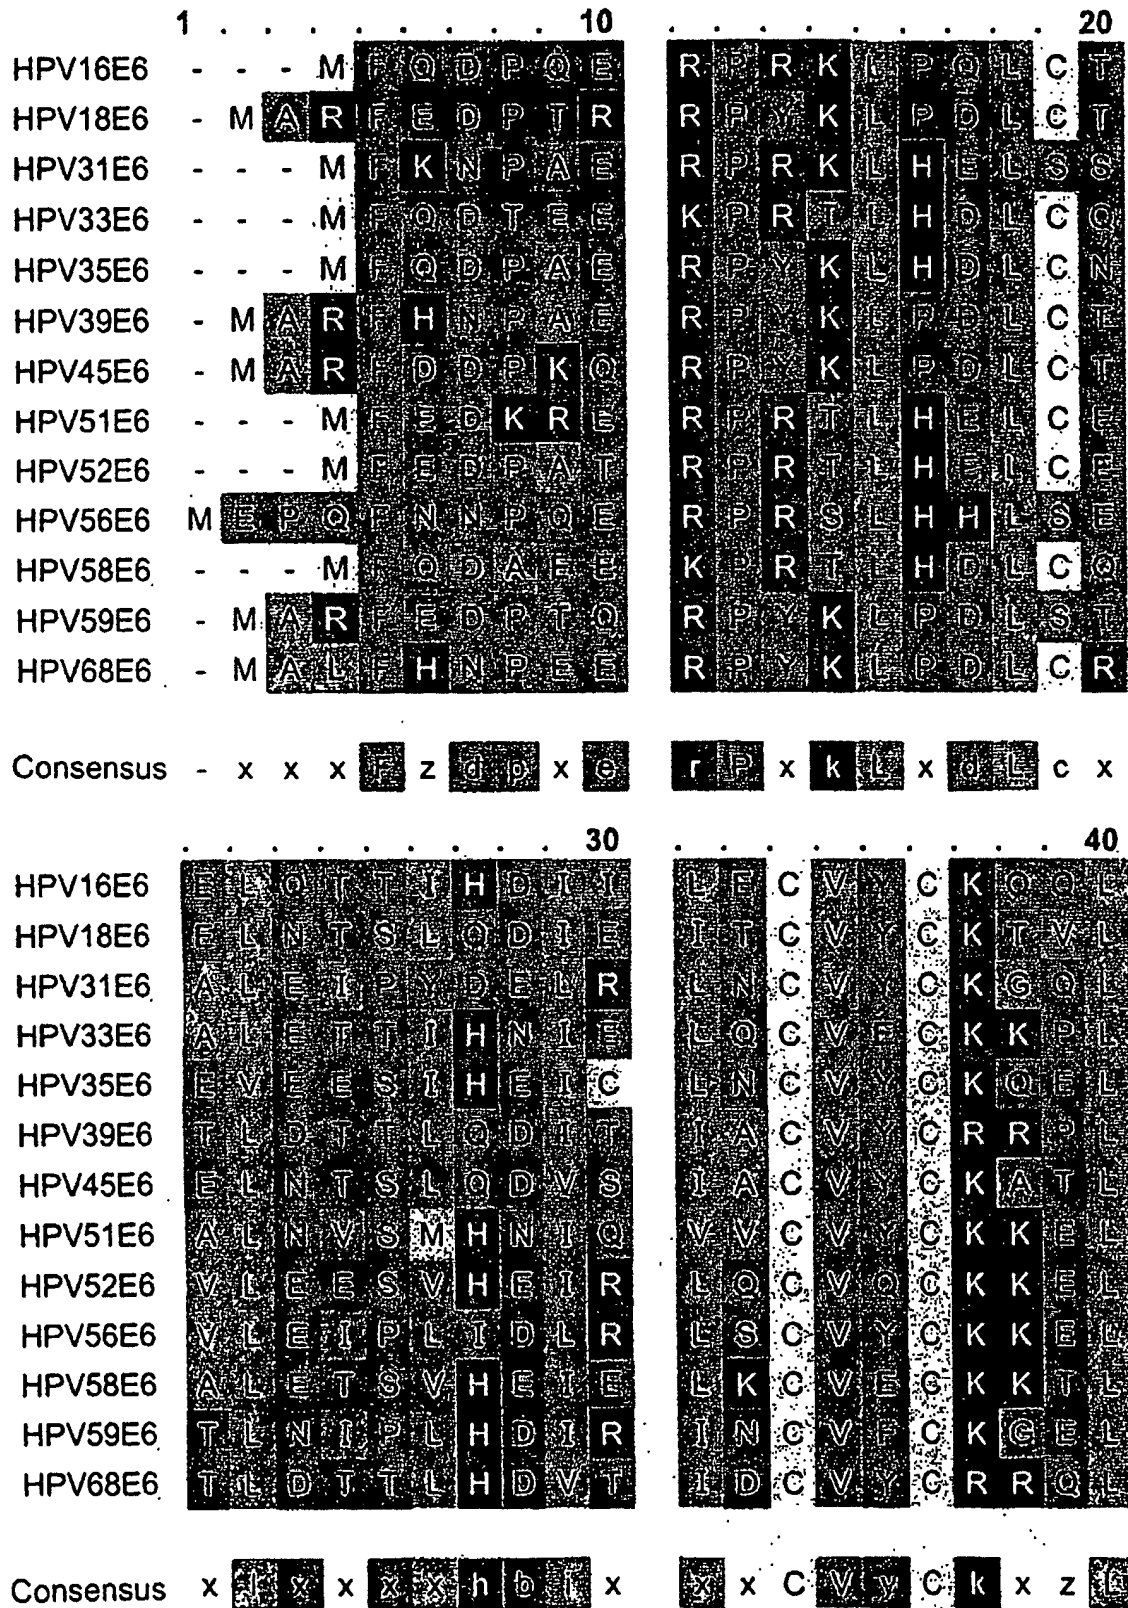 1 . . . . . . . . 10 . . . . . . . . . 20
HPV16E6 - - - M F Q D P Q E R P R K L P Q L C T
HPV18E6 - M A R F E D P T R R P Y K L P D L C T
HPV31E6 - - - M F K N P A E R P R K L H E L S S
HPV33E6 - - - M F Q D T E E K P R T L H D L C Q
HPV35E6 - - - M F Q D P A E R P Y K L H D L C N
HPV39E6 - M A R F H N P A E R P Y K L P D L C T
HPV45E6 - M A R F D D P K Q R P Y K L P D L C T
HPV51E6 - - - M F E D K R E R P R T L H E L C E
HPV52E6 - - - M F E D P A T R P R T L H E L C E
HPV56E6 M E P Q F N N P Q E R P R S L H H L S E
HPV58E6 - - - M F Q D A E E K P R T L H D L C Q
HPV59E6 - M A R F E D P T Q R P Y K L P D L S T
HPV68E6 - M A L F H N P E E R P Y K L P D L C R
Consensus - x x x F z d p x e r P x k L x d L c x
. . . . . . . . . 30 . . . . . . . . . 40
HPV16E6 E L Q T T I H D I I L E C V Y C K Q Q L
HPV18E6 E L N T S L Q D I E I T C V Y C K T V L
HPV31E6 A L E I P Y D E L R L N C V Y C K G Q L
HPV33E6 A L E T T I H N I E L Q C V E C K K P L
HPV35E6 E V E E S I H E I C L N C V Y C K Q E L
HPV39E6 T L D T T L Q D I T I A C V Y C R R P L
HPV45E6 E L N T S L Q D V S I A C V Y C K A T L
HPV51E6 A L N V S M H N I Q V V C V Y C K K E L
HPV52E6 V L E E S V H E I R L Q C V Q C K K E L
HPV56E6 V L E I P L I D L R L S C V Y C K K E L
HPV58E6 A L E T S V H E I E L K C V E C K K T L
HPV59E6 T L N I P L H D I R I N C V F C K G E L
HPV68E6 T L D T T L H D V T I D C V Y C R R Q L
Consensus x l x x x x h b i x x x C V y C k x z L